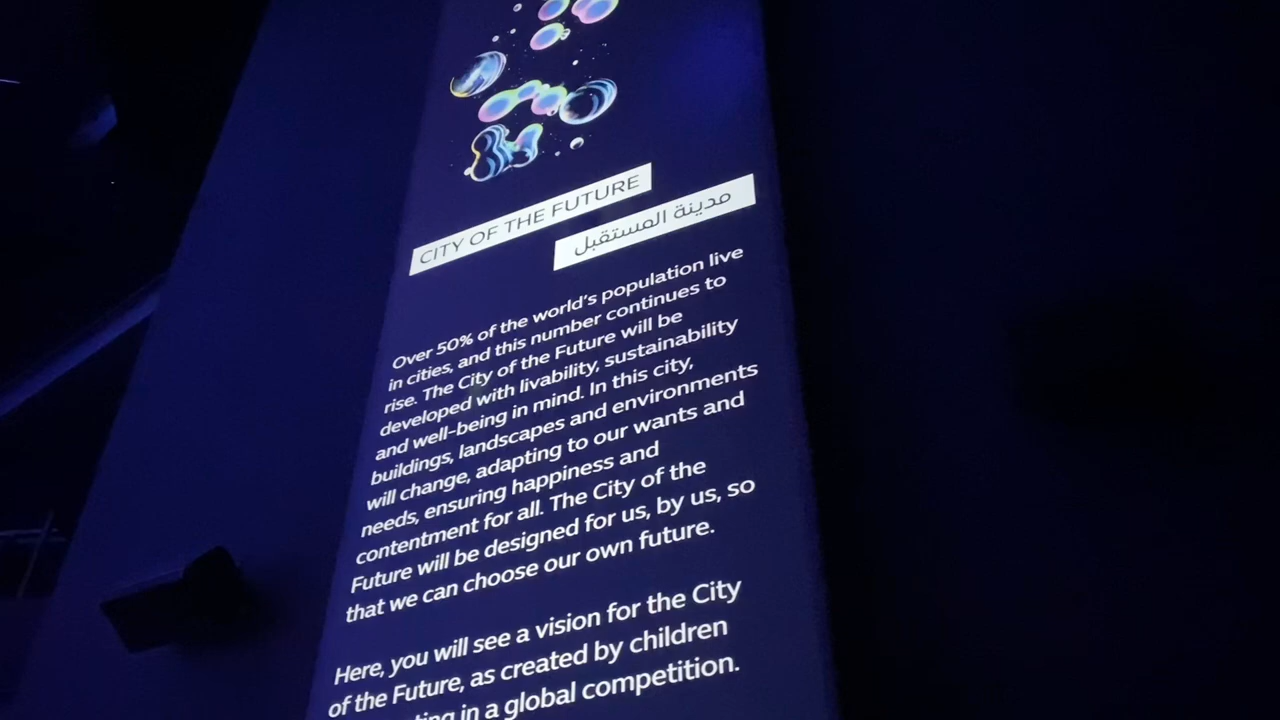 CITY OF THE FUTURE
مدينة المستقبل
Over 50% of the world's population live
in cities, and this number continues to
rise. The City of the Future will be
developed with livability, sustainability
and well-being in mind. In this city,
buildings, landscapes and environments
will change, adapting to our wants and
needs, ensuring happiness and
contentment for all. The City of the
Future will be designed for us, by us, so
that we can choose our own future.
Here, you will see a vision for the City
of the Future, as created by children
in a global competition.